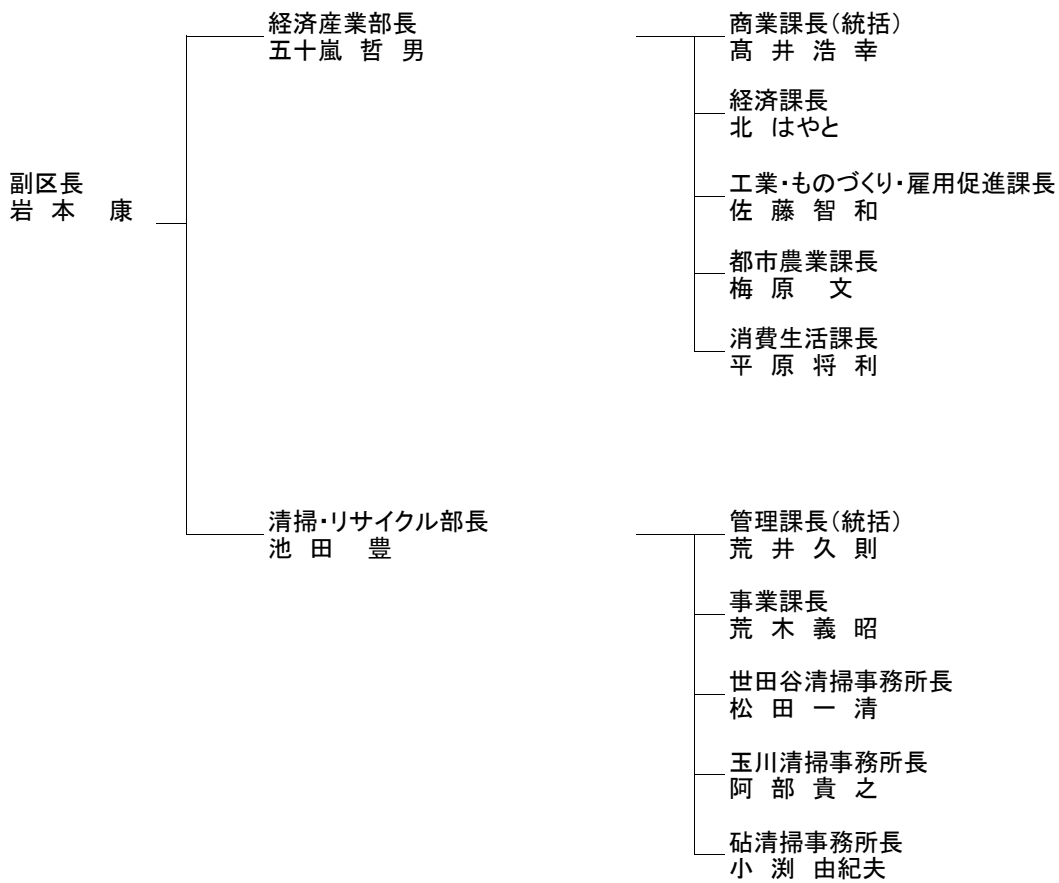 経済産業部長
五十嵐 哲 男
商業課長(統括)
髙 井 浩 幸
経済課長
北 はやと
副区長
岩 本 康
工業・ものづくり・雇用促進課長
佐 藤 智 和
都市農業課長
梅 原 文
消費生活課長
平 原 将 利
清掃・リサイクル部長
池 田 豊
管理課長(統括)
荒 井 久 則
事業課長
荒 木 義 昭
世田谷清掃事務所長
松 田 一 清
玉川清掃事務所長
阿 部 貴 之
砧清掃事務所長
小 渕 由紀夫